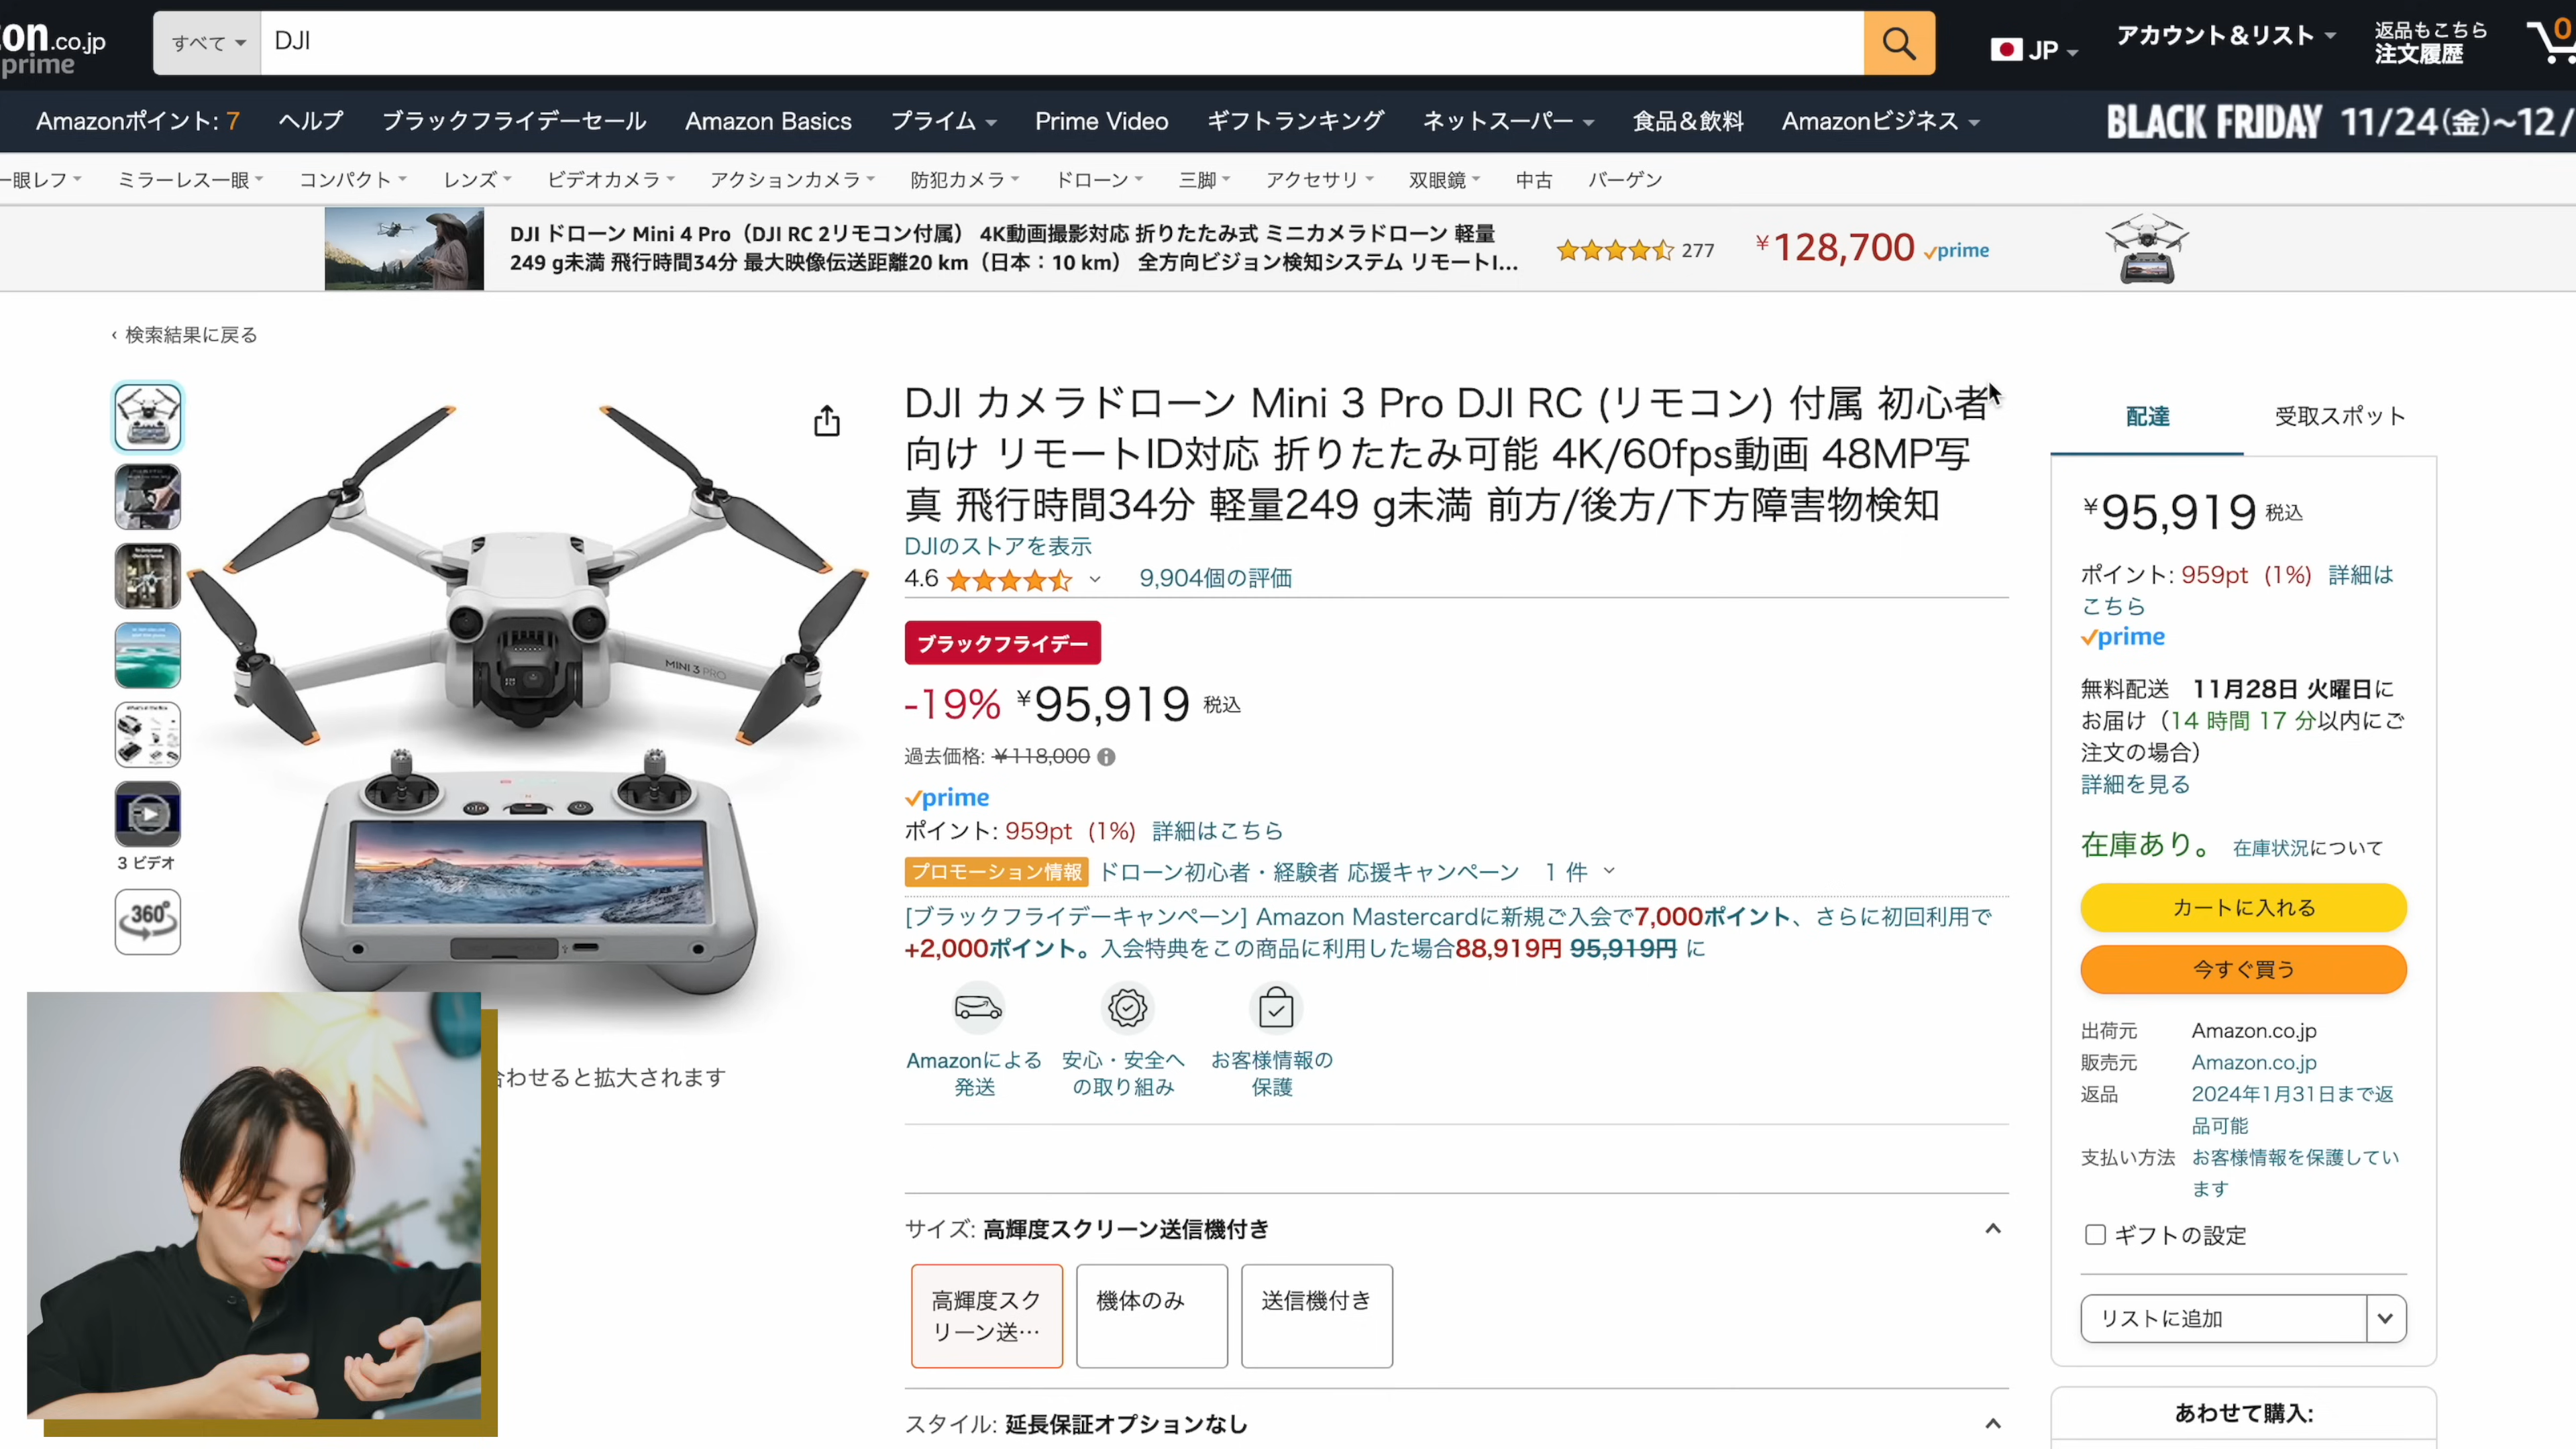 on.co.jp
prime
すべて
DJI
JP
アカウント＆リスト
返品もこちら
注文履歴
0
Amazonポイント: 7
ヘルプ
ブラックフライデーセール
Amazon Basics
プライム
Prime Video
ギフトランキング
ネットスーパー
食品＆飲料
Amazonビジネス
BLACK FRIDAY 11/24(金)〜12/
一眼レフ
ミラーレス一眼
コンパクト
レンズ
ビデオカメラ
アクションカメラ
防犯カメラ
ドローン
三脚
アクセサリ
双眼鏡
中古
バーゲン
DJI ドローン Mini 4 Pro（DJI RC 2リモコン付属） 4K動画撮影対応 折りたたみ式 ミニカメラドローン 軽量
249 g未満 飛行時間34分 最大映像伝送距離20 km（日本：10 km） 全方向ビジョン検知システム リモートI...
277
￥128,700 prime
‹ 検索結果に戻る
MINI 3 PRO
3 ビデオ
360°
合わせると拡大されます
DJI カメラドローン Mini 3 Pro DJI RC (リモコン) 付属 初心者
向け リモートID対応 折りたたみ可能 4K/60fps動画 48MP写
真 飛行時間34分 軽量249 g未満 前方/後方/下方障害物検知
DJIのストアを表示
4.6
9,904個の評価
ブラックフライデー
-19% ￥95,919 税込
過去価格: ￥118,000
prime
ポイント: 959pt (1%) 詳細はこちら
プロモーション情報 ドローン初心者・経験者 応援キャンペーン 1 件
[ブラックフライデーキャンペーン] Amazon Mastercardに新規ご入会で7,000ポイント、さらに初回利用で
+2,000ポイント。入会特典をこの商品に利用した場合88,919円 95,919円 に
Amazonによる
発送
安心・安全へ
の取り組み
お客様情報の
保護
サイズ: 高輝度スクリーン送信機付き
高輝度スク
リーン送…
機体のみ
送信機付き
スタイル: 延長保証オプションなし
配達
受取スポット
￥95,919 税込
ポイント: 959pt (1%) 詳細は
こちら
prime
無料配送 11月28日 火曜日に
お届け（14 時間 17 分以内にご
注文の場合）
詳細を見る
在庫あり。 在庫状況について
カートに入れる
今すぐ買う
出荷元 Amazon.co.jp
販売元 Amazon.co.jp
返品 2024年1月31日まで返
品可能
支払い方法 お客様情報を保護してい
ます
ギフトの設定
リストに追加
あわせて購入: